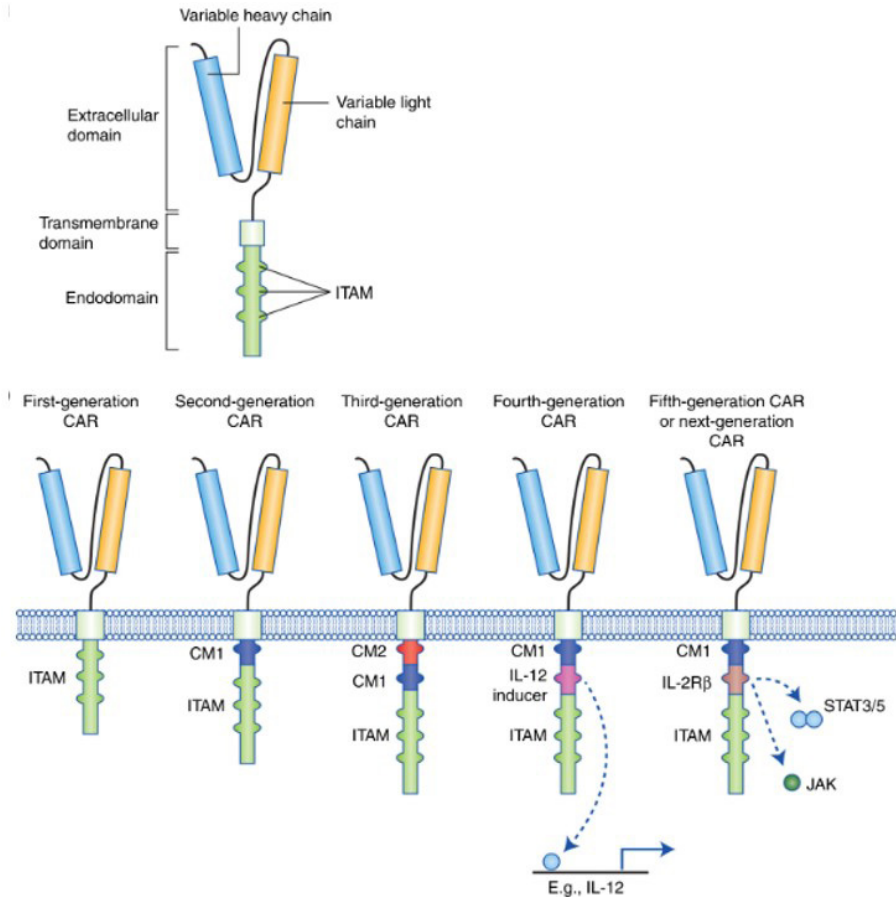 Variable heavy chain
Extracellular
domain
Variable light
chain
Transmembrane
domain
Endodomain
ITAM
First-generation
CAR
Second-generation
CAR
Third-generation
CAR
Fourth-generation
CAR
Fifth-generation CAR
or next-generation
CAR
ITAM
CM1
ITAM
CM2
CM1
ITAM
CM1
IL-12
inducer
ITAM
E.g., IL-12
CM1
IL-2Rβ
ITAM
STAT3/5
JAK